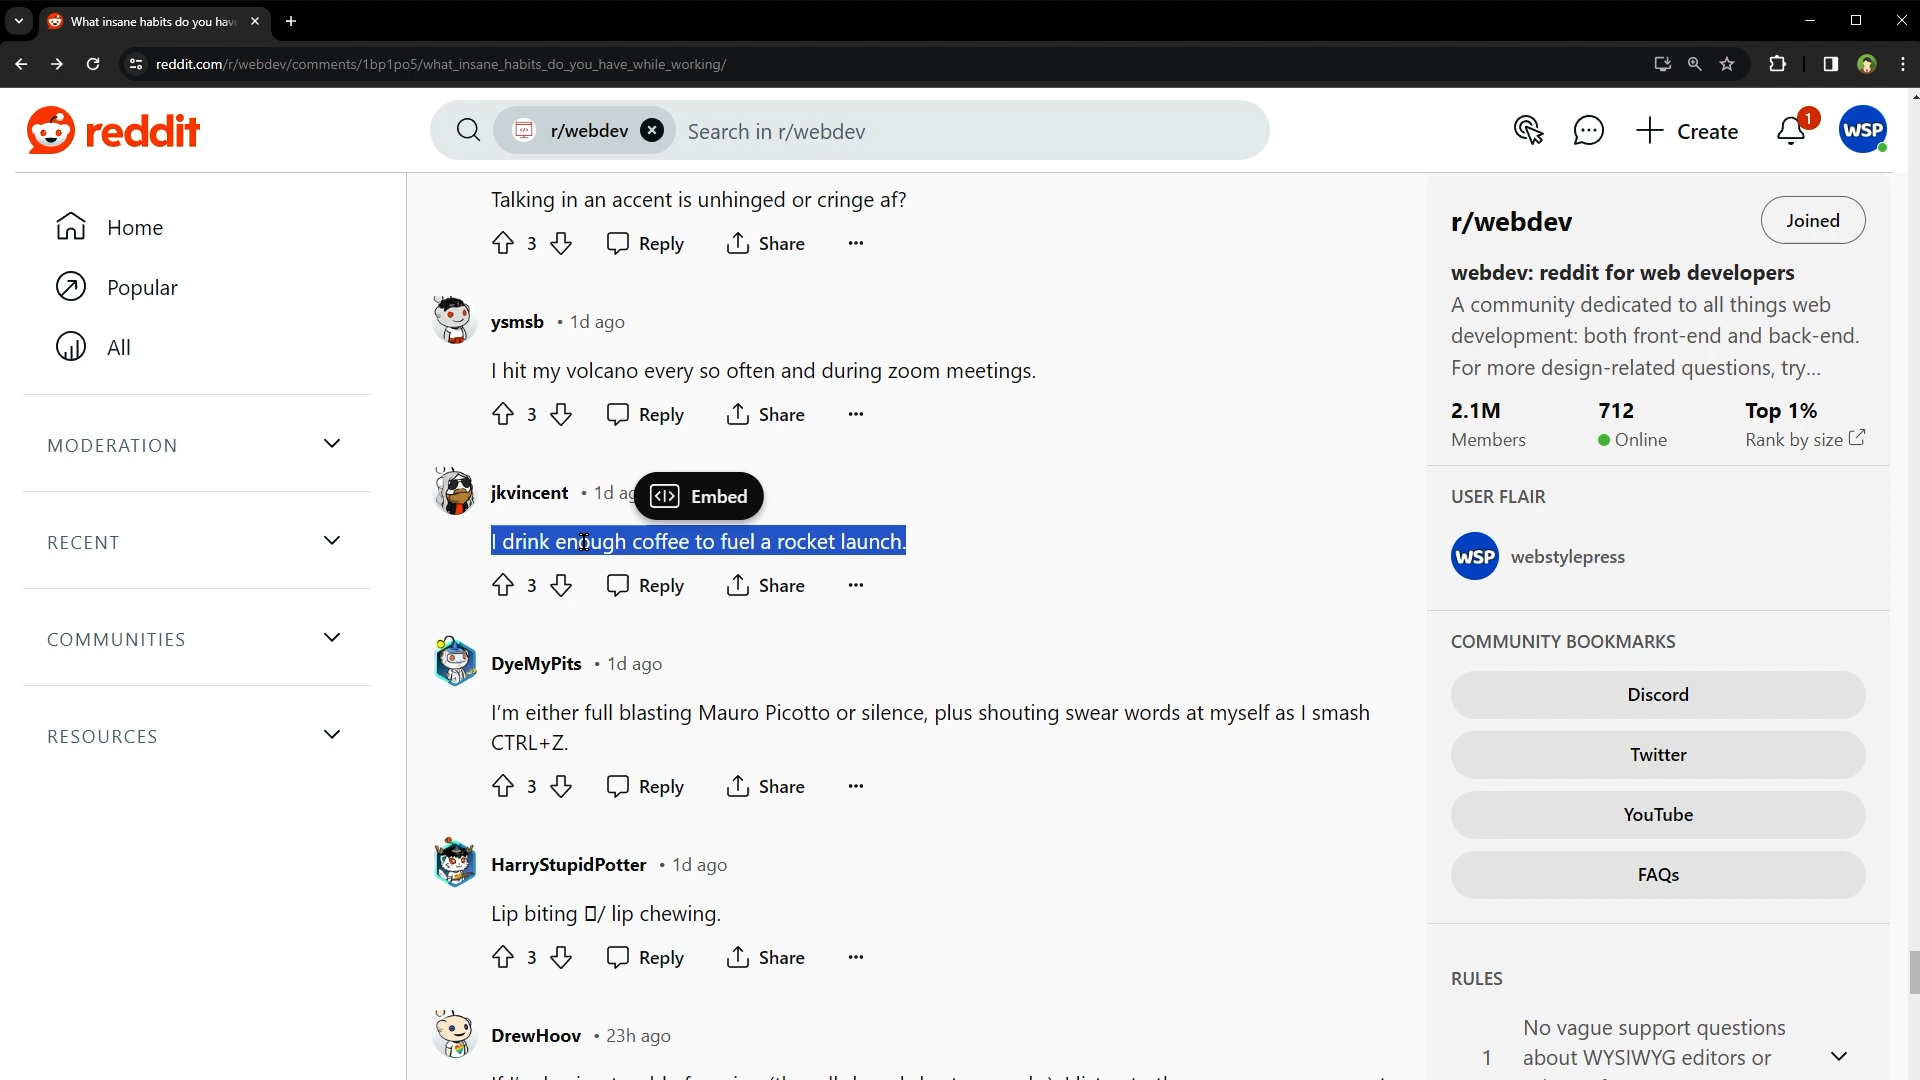 What insane habits do you hav
reddit.com/r/webdev/comments/1bp1po5/what_insane_habits_do_you_have_while_working/
reddit
r/webdev
Search in r/webdev
Create
1
WSP
Home
Popular
All
MODERATION
RECENT
COMMUNITIES
RESOURCES
Talking in an accent is unhinged or cringe af?
3 Reply Share
ysmsb • 1d ago
I hit my volcano every so often and during zoom meetings.
3 Reply Share
jkvincent • 1d ag
Embed
I drink enough coffee to fuel a rocket launch.
3 Reply Share
DyeMyPits • 1d ago
I'm either full blasting Mauro Picotto or silence, plus shouting swear words at myself as I smash
CTRL+Z.
3 Reply Share
HarryStupidPotter • 1d ago
Lip biting / lip chewing.
3 Reply Share
DrewHoov • 23h ago
r/webdev
Joined
webdev: reddit for web developers
A community dedicated to all things web
development: both front-end and back-end.
For more design-related questions, try...
2.1M 712 Top 1%
Members Online Rank by size
USER FLAIR
WSP webstylepress
COMMUNITY BOOKMARKS
Discord
Twitter
YouTube
FAQs
RULES
No vague support questions
1 about WYSIWYG editors or